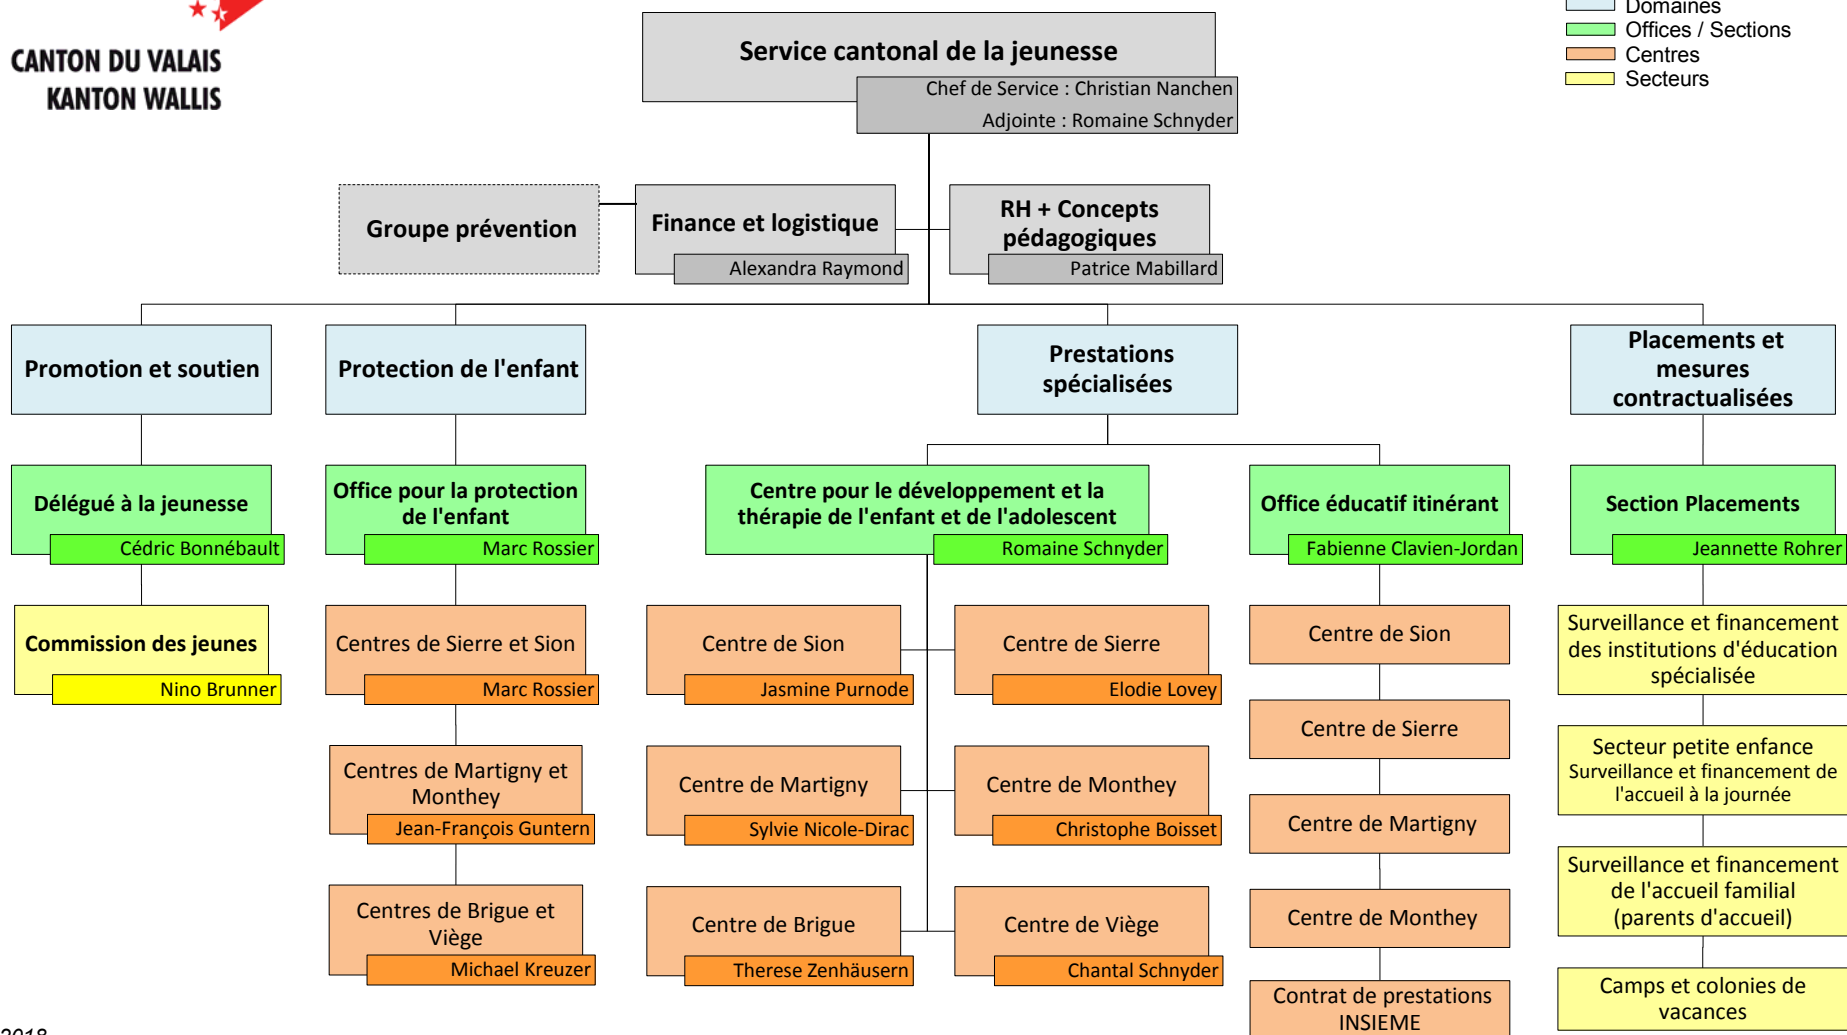 CANTON DU VALAIS
KANTON WALLIS
Domaines
Offices / Sections
Centres
Secteurs
Service cantonal de la jeunesse
Chef de Service : Christian Nanchen
Adjointe : Romaine Schnyder
Groupe prévention
Finance et logistique
Alexandra Raymond
RH + Concepts
pédagogiques
Patrice Mabillard
Promotion et soutien
Protection de l'enfant
Prestations
spécialisées
Placements et
mesures
contractualisées
Délégué à la jeunesse
Cédric Bonnébault
Office pour la protection
de l'enfant
Marc Rossier
Centre pour le développement et la
thérapie de l'enfant et de l'adolescent
Romaine Schnyder
Office éducatif itinérant
Fabienne Clavien-Jordan
Section Placements
Jeannette Rohrer
Commission des jeunes
Nino Brunner
Centres de Sierre et Sion
Marc Rossier
Centres de Martigny et
Monthey
Jean-François Guntern
Centres de Brigue et
Viège
Michael Kreuzer
Centre de Sion
Jasmine Purnode
Centre de Sierre
Elodie Lovey
Centre de Martigny
Sylvie Nicole-Dirac
Centre de Monthey
Christophe Boisset
Centre de Brigue
Therese Zenhäusern
Centre de Viège
Chantal Schnyder
Centre de Sion
Centre de Sierre
Centre de Martigny
Centre de Monthey
Contrat de prestations
INSIEME
Surveillance et financement
des institutions d'éducation
spécialisée
Secteur petite enfance
Surveillance et financement de
l'accueil à la journée
Surveillance et financement
de l'accueil familial
(parents d'accueil)
Camps et colonies de
vacances
2018